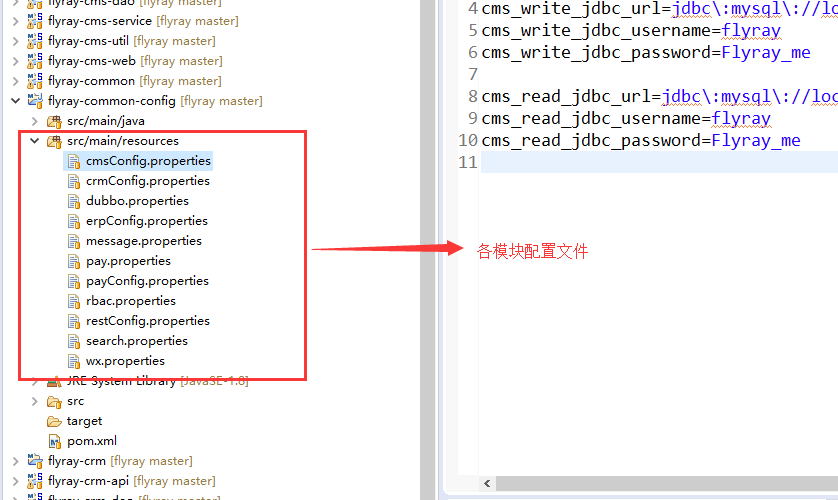 flyray-cms-dao [flyray master]
flyray-cms-service [flyray master]
flyray-cms-util [flyray master]
flyray-cms-web [flyray master]
flyray-common [flyray master]
flyray-common-config [flyray master]
src/main/java
src/main/resources
cmsConfig.properties
crmConfig.properties
dubbo.properties
erpConfig.properties
message.properties
pay.properties
payConfig.properties
rbac.properties
restConfig.properties
search.properties
wx.properties
JRE System Library [JavaSE-1.8]
src
target
pom.xml
flyray-crm [flyray master]
flyray-crm-api [flyray master]
flyray-crm-dao [flyray master]
4 cms_write_jdbc_url=jdbc\:mysql\://loc
5 cms_write_jdbc_username=flyray
6 cms_write_jdbc_password=Flyray_me
7
8 cms_read_jdbc_url=jdbc\:mysql\://loc
9 cms_read_jdbc_username=flyray
10 cms_read_jdbc_password=Flyray_me
11
各模块配置文件